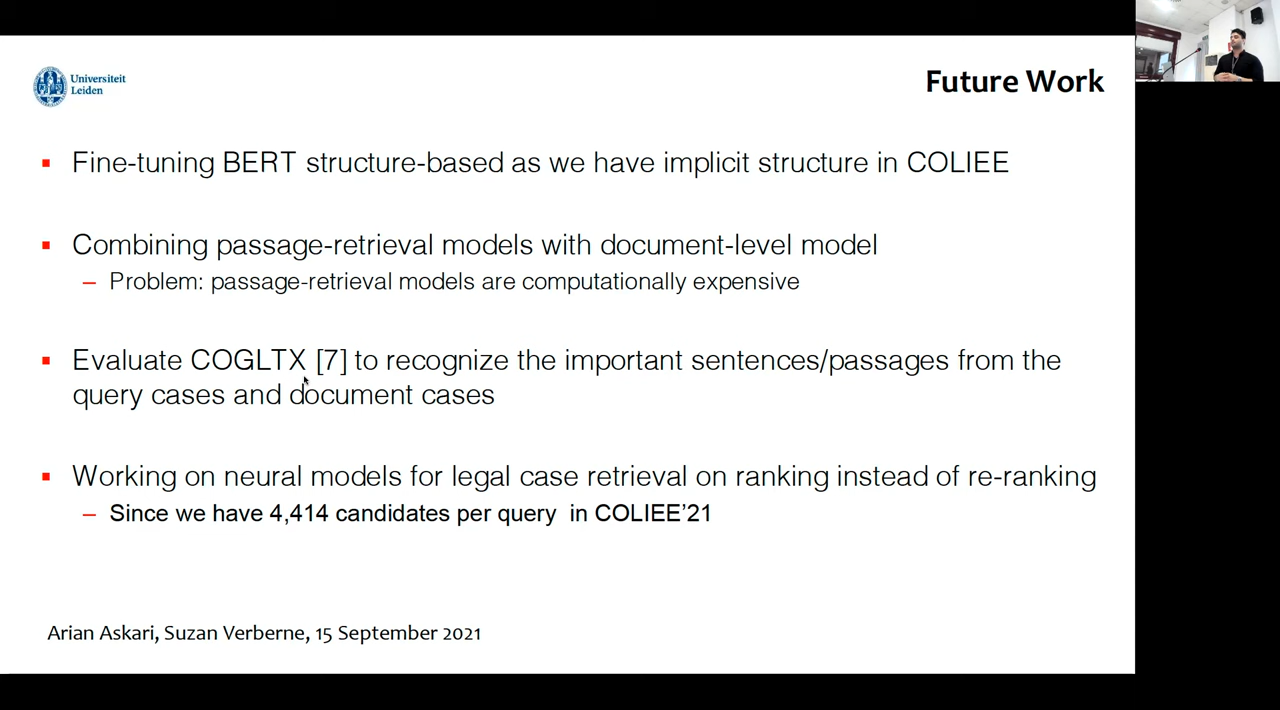 Universiteit
Leiden
Future Work
Fine-tuning BERT structure-based as we have implicit structure in COLIEE
Combining passage-retrieval models with document-level model
– Problem: passage-retrieval models are computationally expensive
Evaluate COGLTX [7] to recognize the important sentences/passages from the
query cases and document cases
Working on neural models for legal case retrieval on ranking instead of re-ranking
– Since we have 4,414 candidates per query in COLIEE’21
Arian Askari, Suzan Verberne, 15 September 2021